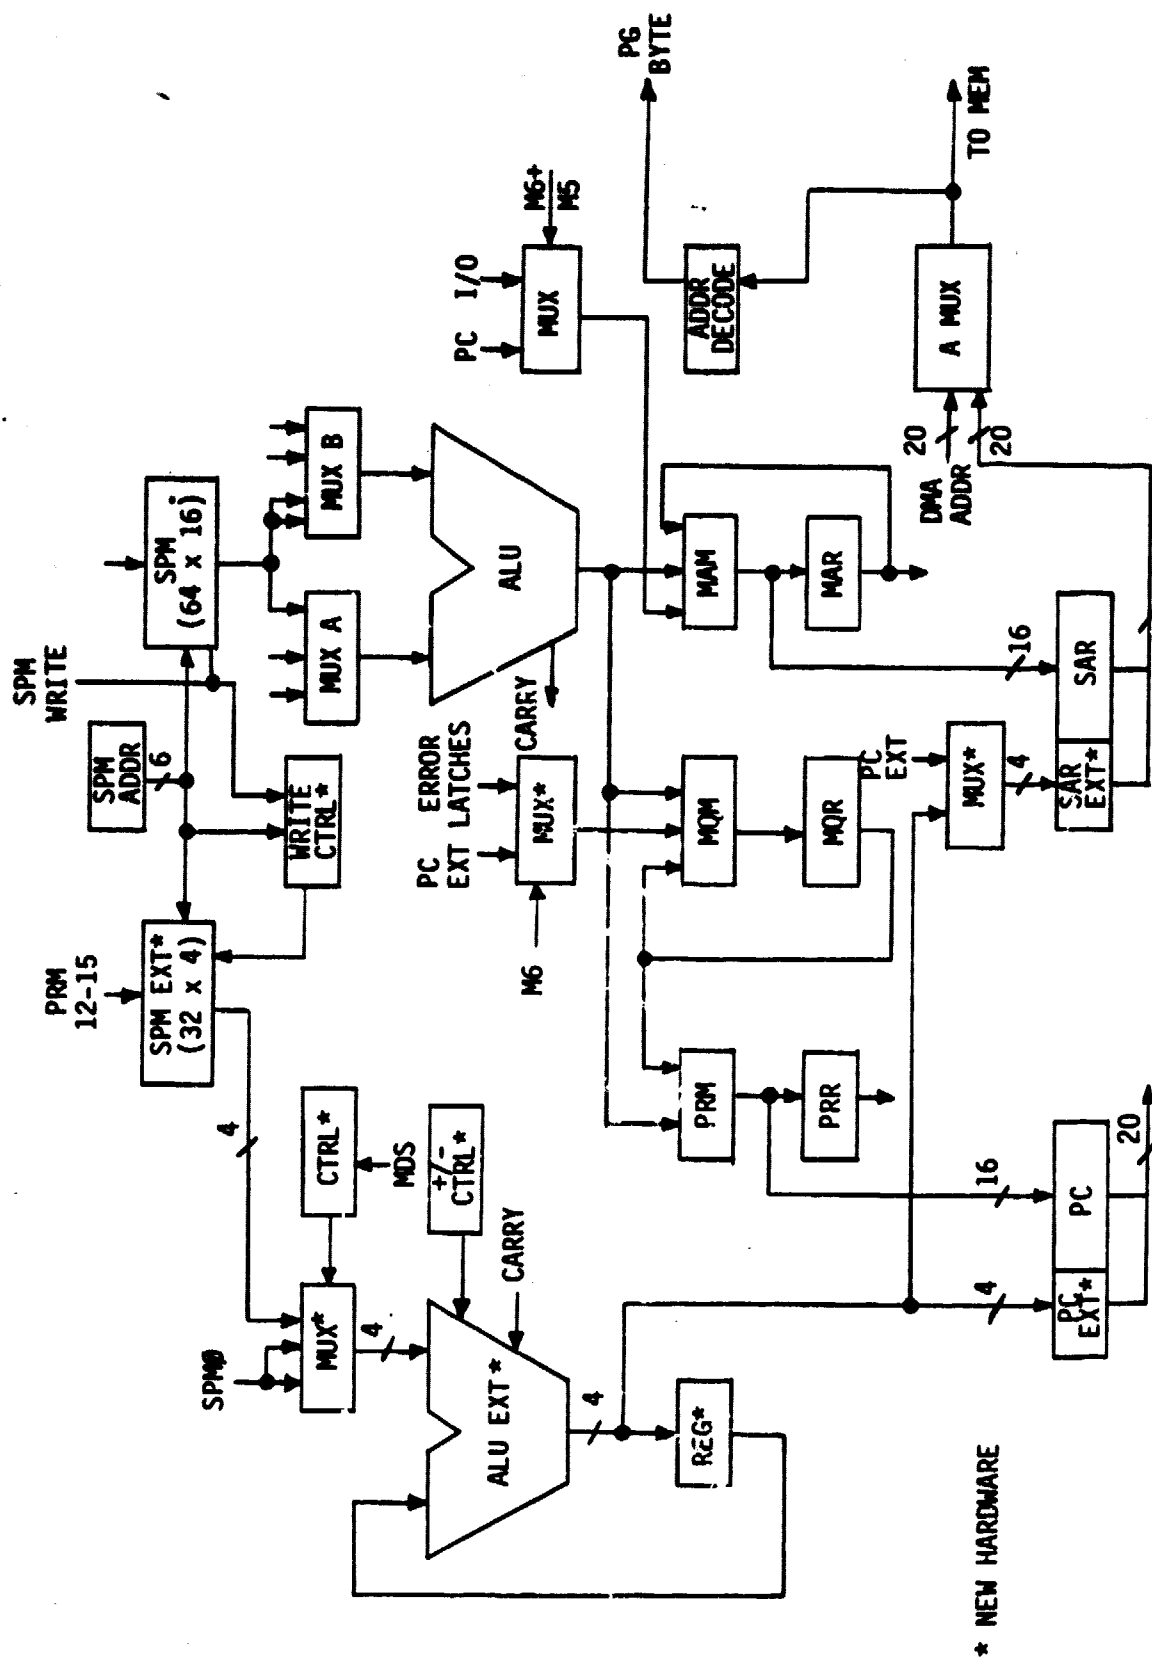 SPMØ
MUX*
4
ALU EXT*
4
REG*
CTRL*
MDS
+/-
CTRL*
CARRY
4
PRM
12-15
SPM EXT*
(32 x 4)
SPM
ADDR
6
WRITE
CTRL*
SPM
WRITE
SPM
(64 x 16)
MUX A
MUX B
ALU
CARRY
PC
EXT
ERROR
LATCHES
MUX*
M6
PC
I/O
MUX
M6+
M5
PG
BYTE
ADDR
DECODE
PRM
PRR
MQM
MQR
MAM
MAR
4
PC
EXT*
16
PC
20
PC
EXT
MUX*
4
SAR
EXT*
16
SAR
DMA
ADDR
20
20
A MUX
TO MEM
* NEW HARDWARE